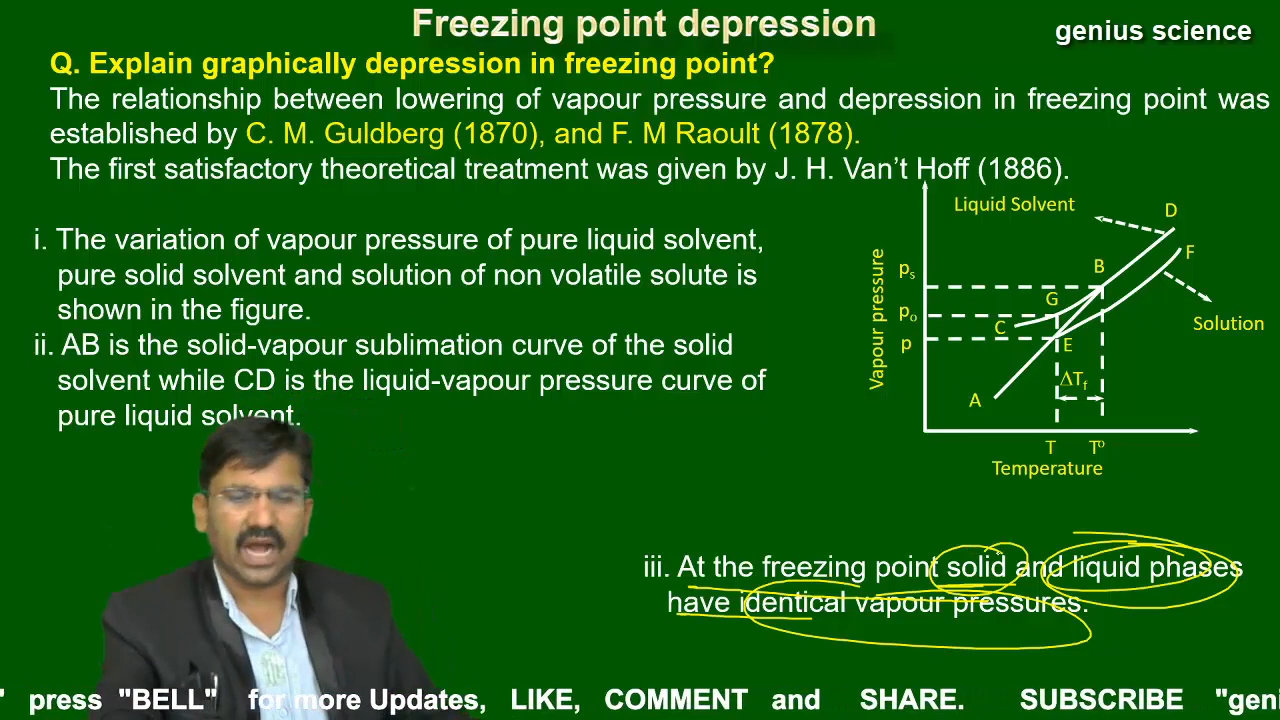 Freezing point depression
genius science
Q. Explain graphically depression in freezing point?
The relationship between lowering of vapour pressure and depression in freezing point was
established by C. M. Guldberg (1870), and F. M Raoult (1878).
The first satisfactory theoretical treatment was given by J. H. Van't Hoff (1886).
i. The variation of vapour pressure of pure liquid solvent,
pure solid solvent and solution of non volatile solute is
shown in the figure.
ii. AB is the solid-vapour sublimation curve of the solid
solvent while CD is the liquid-vapour pressure curve of
pure liquid solvent.
Liquid Solvent
D
F
B
pₛ
G
p₀
C
Solution
p
E
Vapour pressure
ΔT_f
A
T
T⁰
Temperature
iii. At the freezing point solid and liquid phases
have identical vapour pressures.
" press "BELL" for more Updates, LIKE, COMMENT and SHARE. SUBSCRIBE "geni